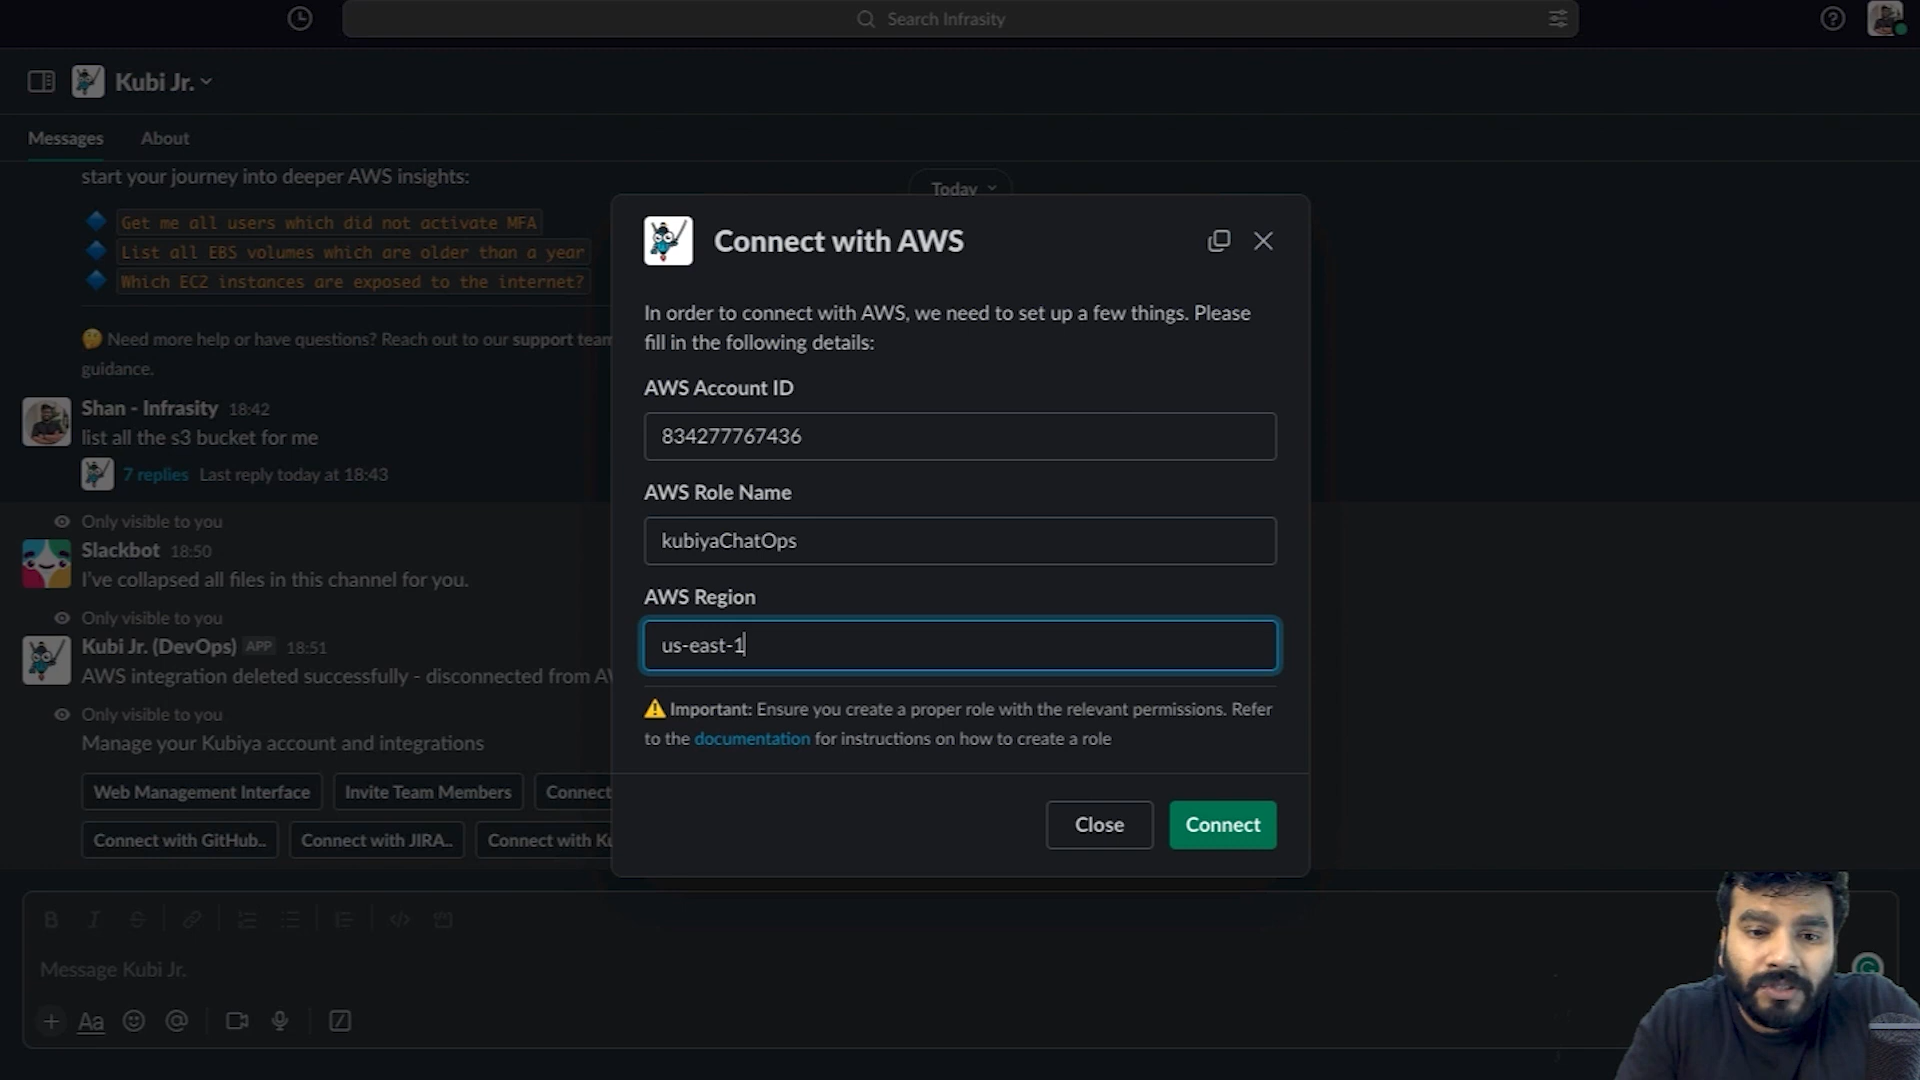 Search Infrasity
Kubi Jr.
Messages
About
start your journey into deeper AWS insights:
Today
Get me all users which did not activate MFA
List all EBS volumes which are older than a year
Which EC2 instances are exposed to the internet?
🤔 Need more help or have questions? Reach out to our support team
guidance.
Shan - Infrasity 18:42
list all the s3 bucket for me
7 replies Last reply today at 18:43
Only visible to you
Slackbot 18:50
I've collapsed all files in this channel for you.
Only visible to you
Kubi Jr. (DevOps) APP 18:51
AWS integration deleted successfully - disconnected from
Only visible to you
Manage your Kubiya account and integrations
Web Management Interface
Invite Team Members
Connect
Connect with GitHub..
Connect with JIRA..
Connect with
Connect with AWS
In order to connect with AWS, we need to set up a few things. Please
fill in the following details:
AWS Account ID
834277767436
AWS Role Name
kubiyaChatOps
AWS Region
us-east-1
⚠️ Important: Ensure you create a proper role with the relevant permissions. Refer
to the documentation for instructions on how to create a role
Close
Connect
Message Kubi Jr.
Aa